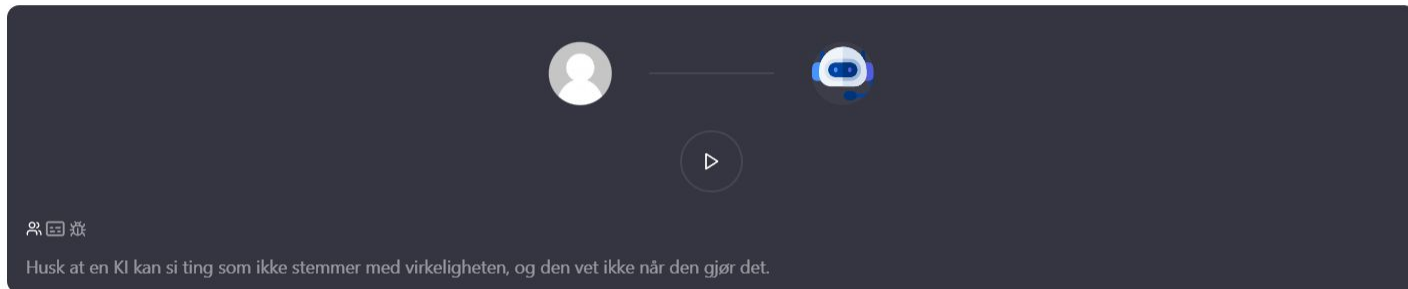 Husk at en KI kan si ting som ikke stemmer med virkeligheten, og den vet ikke når den gjør det.